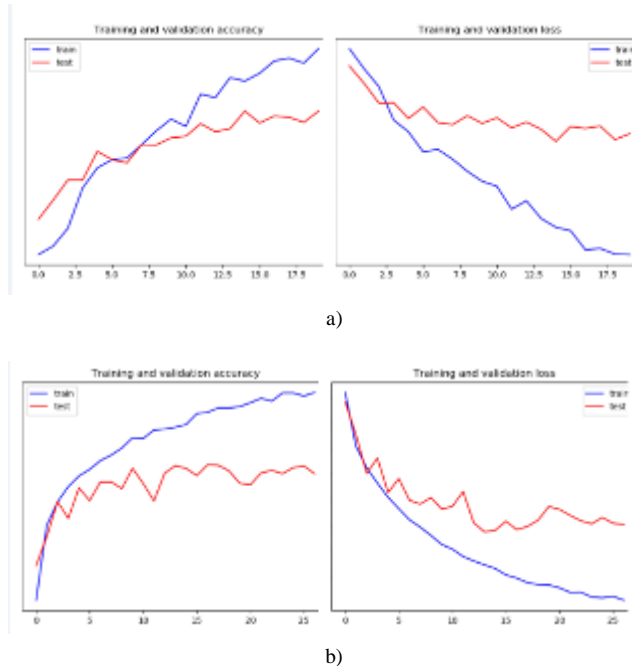 Training and validation accuracy
train
test
0.0 2.5 5.0 7.5 10.0 12.5 15.0 17.5
Training and validation loss
train
test
0.0 2.5 5.0 7.5 10.0 12.5 15.0 17.5
a)
Training and validation accuracy
train
test
0 5 10 15 20 25
Training and validation loss
train
test
0 5 10 15 20 25
b)